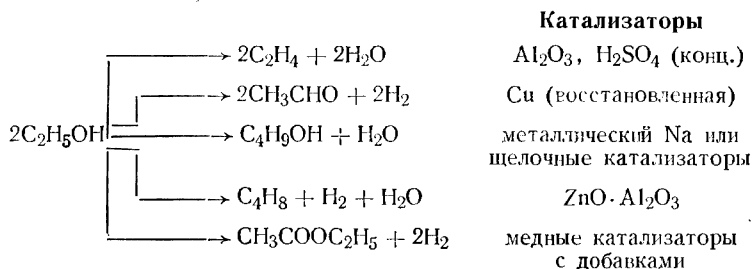 Катализаторы
→ 2C₂H₄ + 2H₂O Al₂O₃, H₂SO₄ (конц.)
→ 2CH₃CHO + 2H₂ Cu (восстановленная)
2C₂H₅OH → C₄H₉OH + H₂O металлический Na или
щелочные катализаторы
→ C₄H₈ + H₂ + H₂O ZnO·Al₂O₃
→ CH₃COOC₂H₅ + 2H₂ медные катализаторы
с добавками